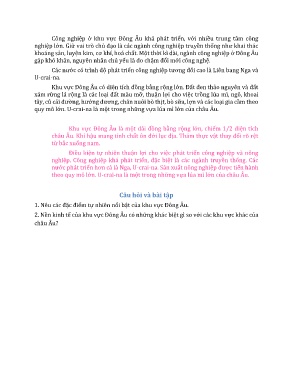 Công nghiệp ở khu vực Đông Âu khá phát triển, với nhiều trung tâm công
nghiệp lớn. Giữ vai trò chủ đạo là các ngành công nghiệp truyền thống như khai thác
khoáng sản, luyện kim, cơ khí, hoá chất. Một thời kì dài, ngành công nghiệp ở Đông Âu
gặp khó khăn, nguyên nhân chủ yếu là do chậm đổi mới công nghệ.
Các nước có trình độ phát triển công nghiệp tương đối cao là Liên bang Nga và
U-crai-na.
Khu vực Đông Âu có diện tích đồng bằng rộng lớn. Đất đen thảo nguyên và đất
xám rừng lá rộng là các loại đất màu mỡ, thuận lợi cho việc trồng lúa mì, ngô, khoai
tây, củ cải đường, hướng dương, chăn nuôi bò thịt, bò sữa, lợn và các loại gia cầm theo
quy mô lớn. U-crai-na là một trong những vựa lúa mì lớn của châu Âu.
Khu vực Đông Âu là một dải đồng bằng rộng lớn, chiếm 1/2 diện tích
châu Âu. Khí hậu mang tính chất ôn đới lục địa. Thảm thực vật thay đổi rõ rệt
từ bắc xuống nam.
Điều kiện tự nhiên thuận lợi cho việc phát triển công nghiệp và nông
nghiệp. Công nghiệp khá phát triển, đặc biệt là các ngành truyền thống. Các
nước phát triển hơn cả là Nga, U-crai-na. Sản xuất nông nghiệp được tiến hành
theo quy mô lớn. U-crai-na là một trong những vựa lúa mì lớn của châu Âu.
Câu hỏi và bài tập
1. Nêu các đặc điểm tự nhiên nổi bật của khu vực Đông Âu.
2. Nền kinh tế của khu vực Đông Âu có những khác biệt gì so với các khu vực khác của
châu Âu?